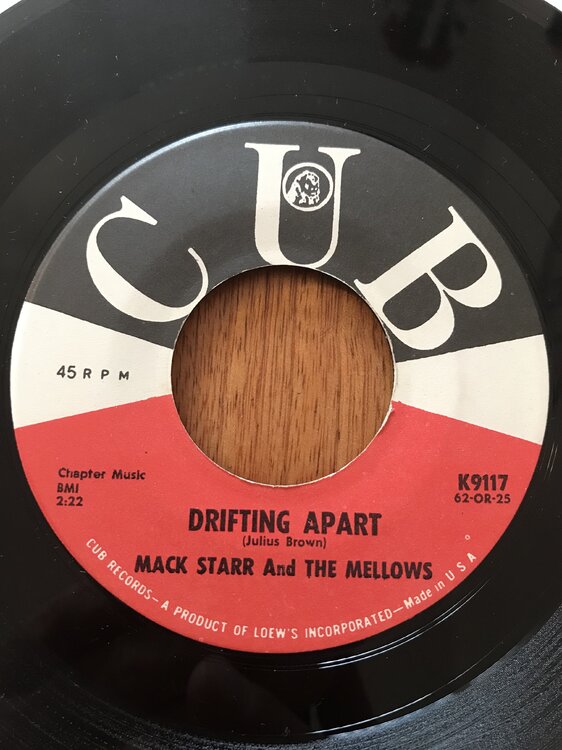 CUB
45 R P M
Chapter Music
BMI
2:22
K9117
62-OR-25
DRIFTING APART
(Julius Brown)
MACK STARR And THE MELLOWS
CUB RECORDS—A PRODUCT OF LOEW'S INCORPORATED—Made in U S A